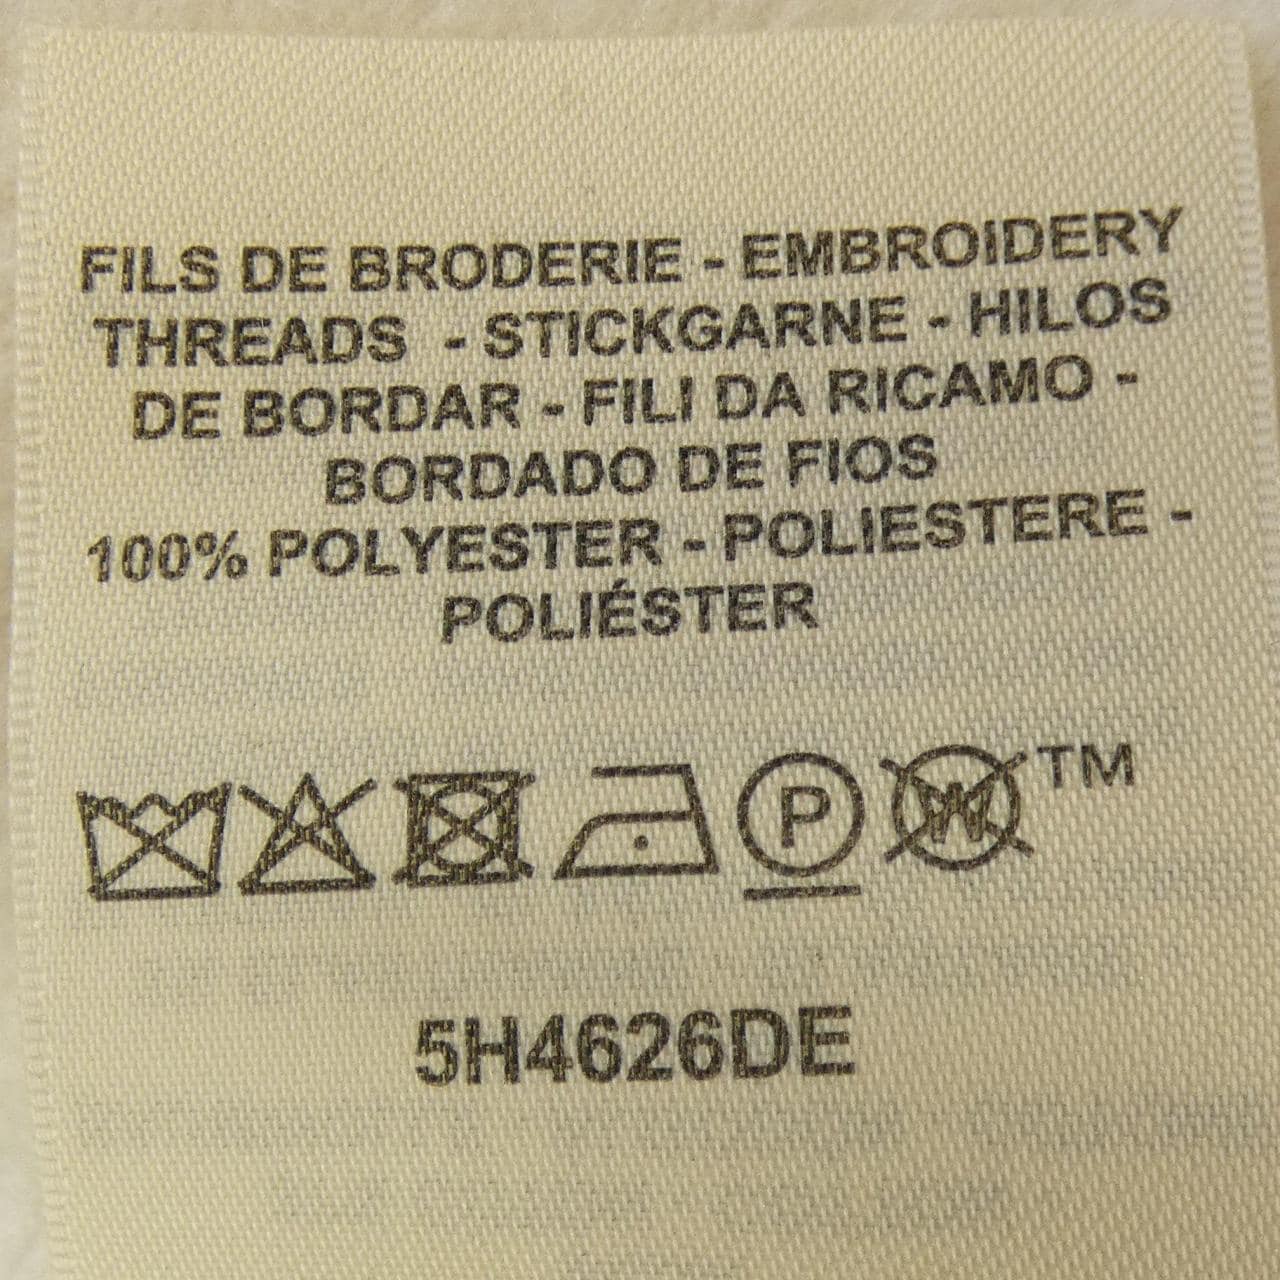 FILS DE BRODERIE - EMBROIDERY
THREADS - STICKGARNE - HILOS
DE BORDAR - FILI DA RICAMO -
BORDADO DE FIOS
100% POLYESTER - POLIESTERE -
POLIÉSTER
P W TM
5H4626DE